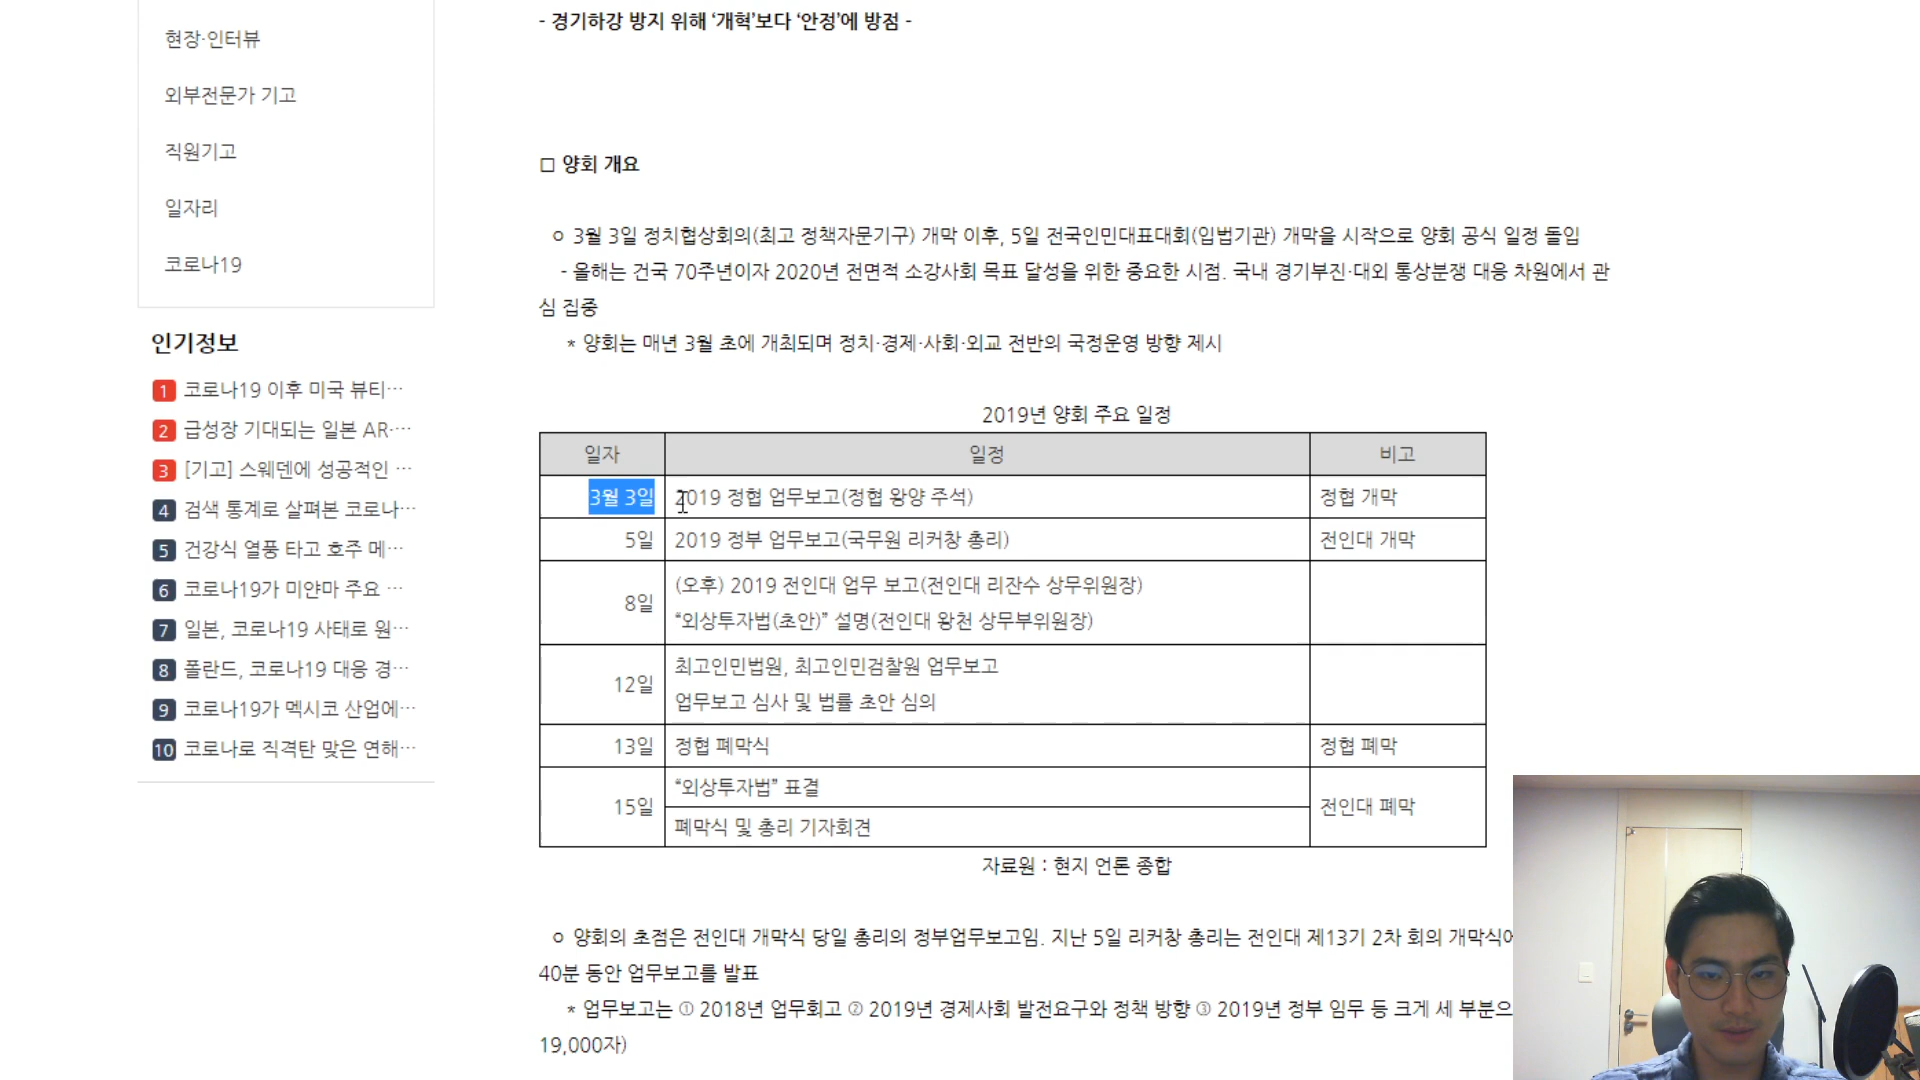 현장·인터뷰
외부전문가 기고
직원기고
일자리
코로나19
인기정보
1 코로나19 이후 미국 뷰티…
2 급성장 기대되는 일본 AR·…
3 [기고] 스웨덴에 성공적인 …
4 검색 통계로 살펴본 코로나…
5 건강식 열풍 타고 호주 메…
6 코로나19가 미얀마 주요 …
7 일본, 코로나19 사태로 원…
8 폴란드, 코로나19 대응 경…
9 코로나19가 멕시코 산업에…
10 코로나로 직격탄 맞은 연해…
- 경기하강 방지 위해 ‘개혁’보다 ‘안정’에 방점 -
□ 양회 개요
ㅇ 3월 3일 정치협상회의(최고 정책자문기구) 개막 이후, 5일 전국인민대표대회(입법기관) 개막을 시작으로 양회 공식 일정 돌입
- 올해는 건국 70주년이자 2020년 전면적 소강사회 목표 달성을 위한 중요한 시점. 국내 경기부진·대외 통상분쟁 대응 차원에서 관
심 집중
* 양회는 매년 3월 초에 개최되며 정치·경제·사회·외교 전반의 국정운영 방향 제시
2019년 양회 주요 일정
일자 일정 비고
3월 3일 2019 정협 업무보고(정협 왕양 주석) 정협 개막
5일 2019 정부 업무보고(국무원 리커창 총리) 전인대 개막
8일 (오후) 2019 전인대 업무 보고(전인대 리잔수 상무위원장)
“외상투자법(초안)” 설명(전인대 왕천 상무부위원장)
12일 최고인민법원, 최고인민검찰원 업무보고
업무보고 심사 및 법률 초안 심의
13일 정협 폐막식 정협 폐막
15일 “외상투자법” 표결 전인대 폐막
폐막식 및 총리 기자회견
자료원 : 현지 언론 종합
ㅇ 양회의 초점은 전인대 개막식 당일 총리의 정부업무보고임. 지난 5일 리커창 총리는 전인대 제13기 2차 회의 개막식에
40분 동안 업무보고를 발표
* 업무보고는 ① 2018년 업무회고 ② 2019년 경제사회 발전요구와 정책 방향 ③ 2019년 정부 임무 등 크게 세 부분으
19,000자)